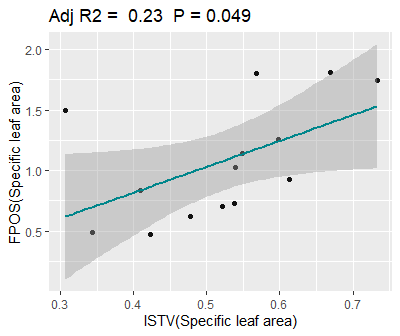 Adj R2 =  0.23  P = 0.049
FPOS(Specific leaf area)
2.0
1.5
1.0
0.5
0.3 0.4 0.5 0.6 0.7
ISTV(Specific leaf area)